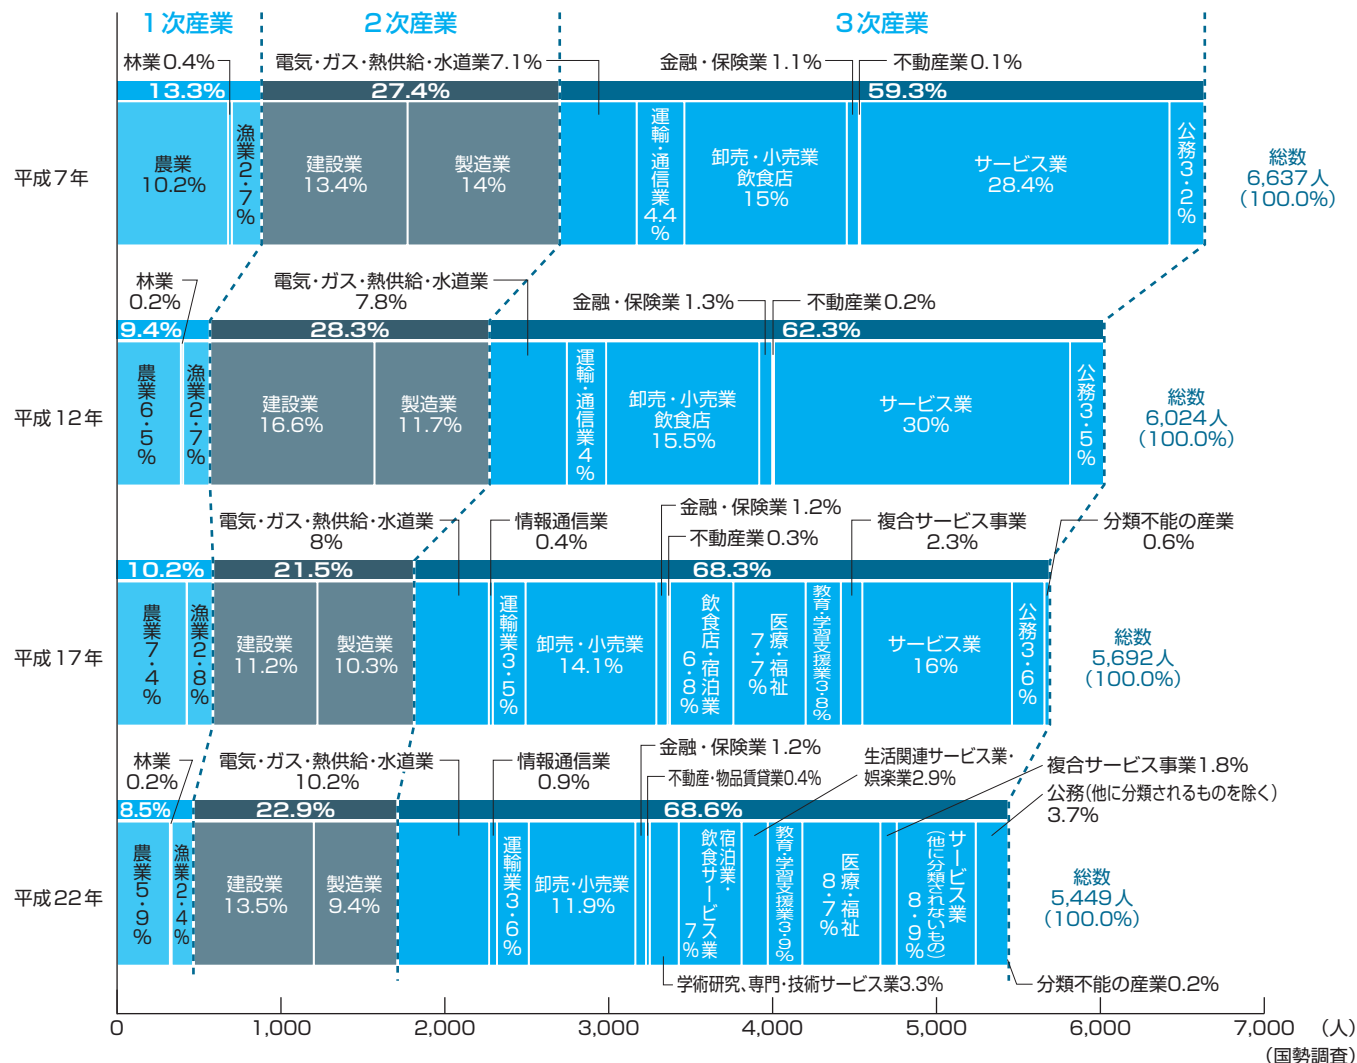 1次産業
2次産業
3次産業
林業0.4%
電気・ガス・熱供給・水道業7.1%
金融・保険業1.1%
不動産業0.1%
13.3%
27.4%
59.3%
平成7年
農業
10.2%
漁業2・7%
建設業
13.4%
製造業
14%
運輸・通信業4.4%
卸売・小売業
飲食店
15%
サービス業
28.4%
公務3・2%
総数
6,637人
(100.0%)
林業
0.2%
電気・ガス・熱供給・水道業
7.8%
金融・保険業1.3%
不動産業0.2%
9.4%
28.3%
62.3%
平成12年
農業6・5%
漁業2・7%
建設業
16.6%
製造業
11.7%
運輸・通信業4%
卸売・小売業
飲食店
15.5%
サービス業
30%
公務3・5%
総数
6,024人
(100.0%)
電気・ガス・熱供給・水道業
8%
情報通信業
0.4%
金融・保険業1.2%
不動産業0.3%
複合サービス事業
2.3%
分類不能の産業
0.6%
10.2%
21.5%
68.3%
平成17年
農業7・4%
漁業2・8%
建設業
11.2%
製造業
10.3%
運輸業3・5%
卸売・小売業
14.1%
飲食店・宿泊業
6・8%
医療・福祉
7・7%
教育・学習支援業3・8%
サービス業
16%
公務3・6%
総数
5,692人
(100.0%)
林業
0.2%
電気・ガス・熱供給・水道業
10.2%
情報通信業
0.9%
金融・保険業1.2%
不動産・物品賃貸業0.4%
生活関連サービス業・
娯楽業2.9%
複合サービス事業1.8%
公務(他に分類されるものを除く)
3.7%
8.5%
22.9%
68.6%
平成22年
農業5・9%
漁業2・4%
建設業
13.5%
製造業
9.4%
運輸業3・6%
卸売・小売業
11.9%
宿泊業・
飲食サービス業
7%
教育・学習支援業3・9%
医療・福祉
8・7%
サービス業
(他に分類されないもの)
8・9%
総数
5,449人
(100.0%)
学術研究、専門・技術サービス業3.3%
分類不能の産業0.2%
0
1,000
2,000
3,000
4,000
5,000
6,000
7,000
(人)
(国勢調査)